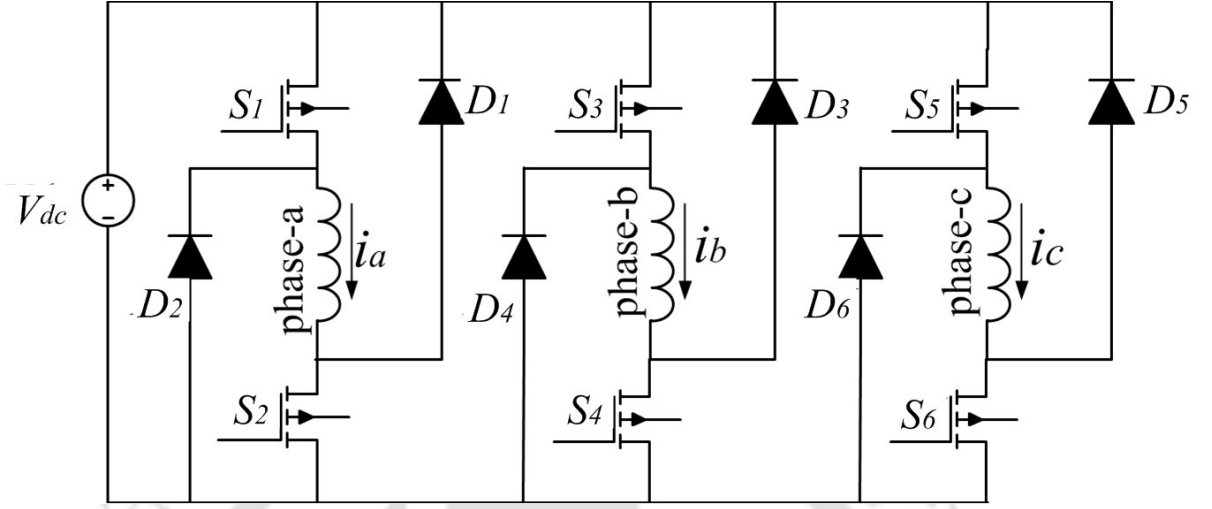 S1
D1
S3
D3
S5
D5
Vdc
+
-
phase-a
ia
phase-b
ib
phase-c
ic
D2
D4
D6
S2
S4
S6